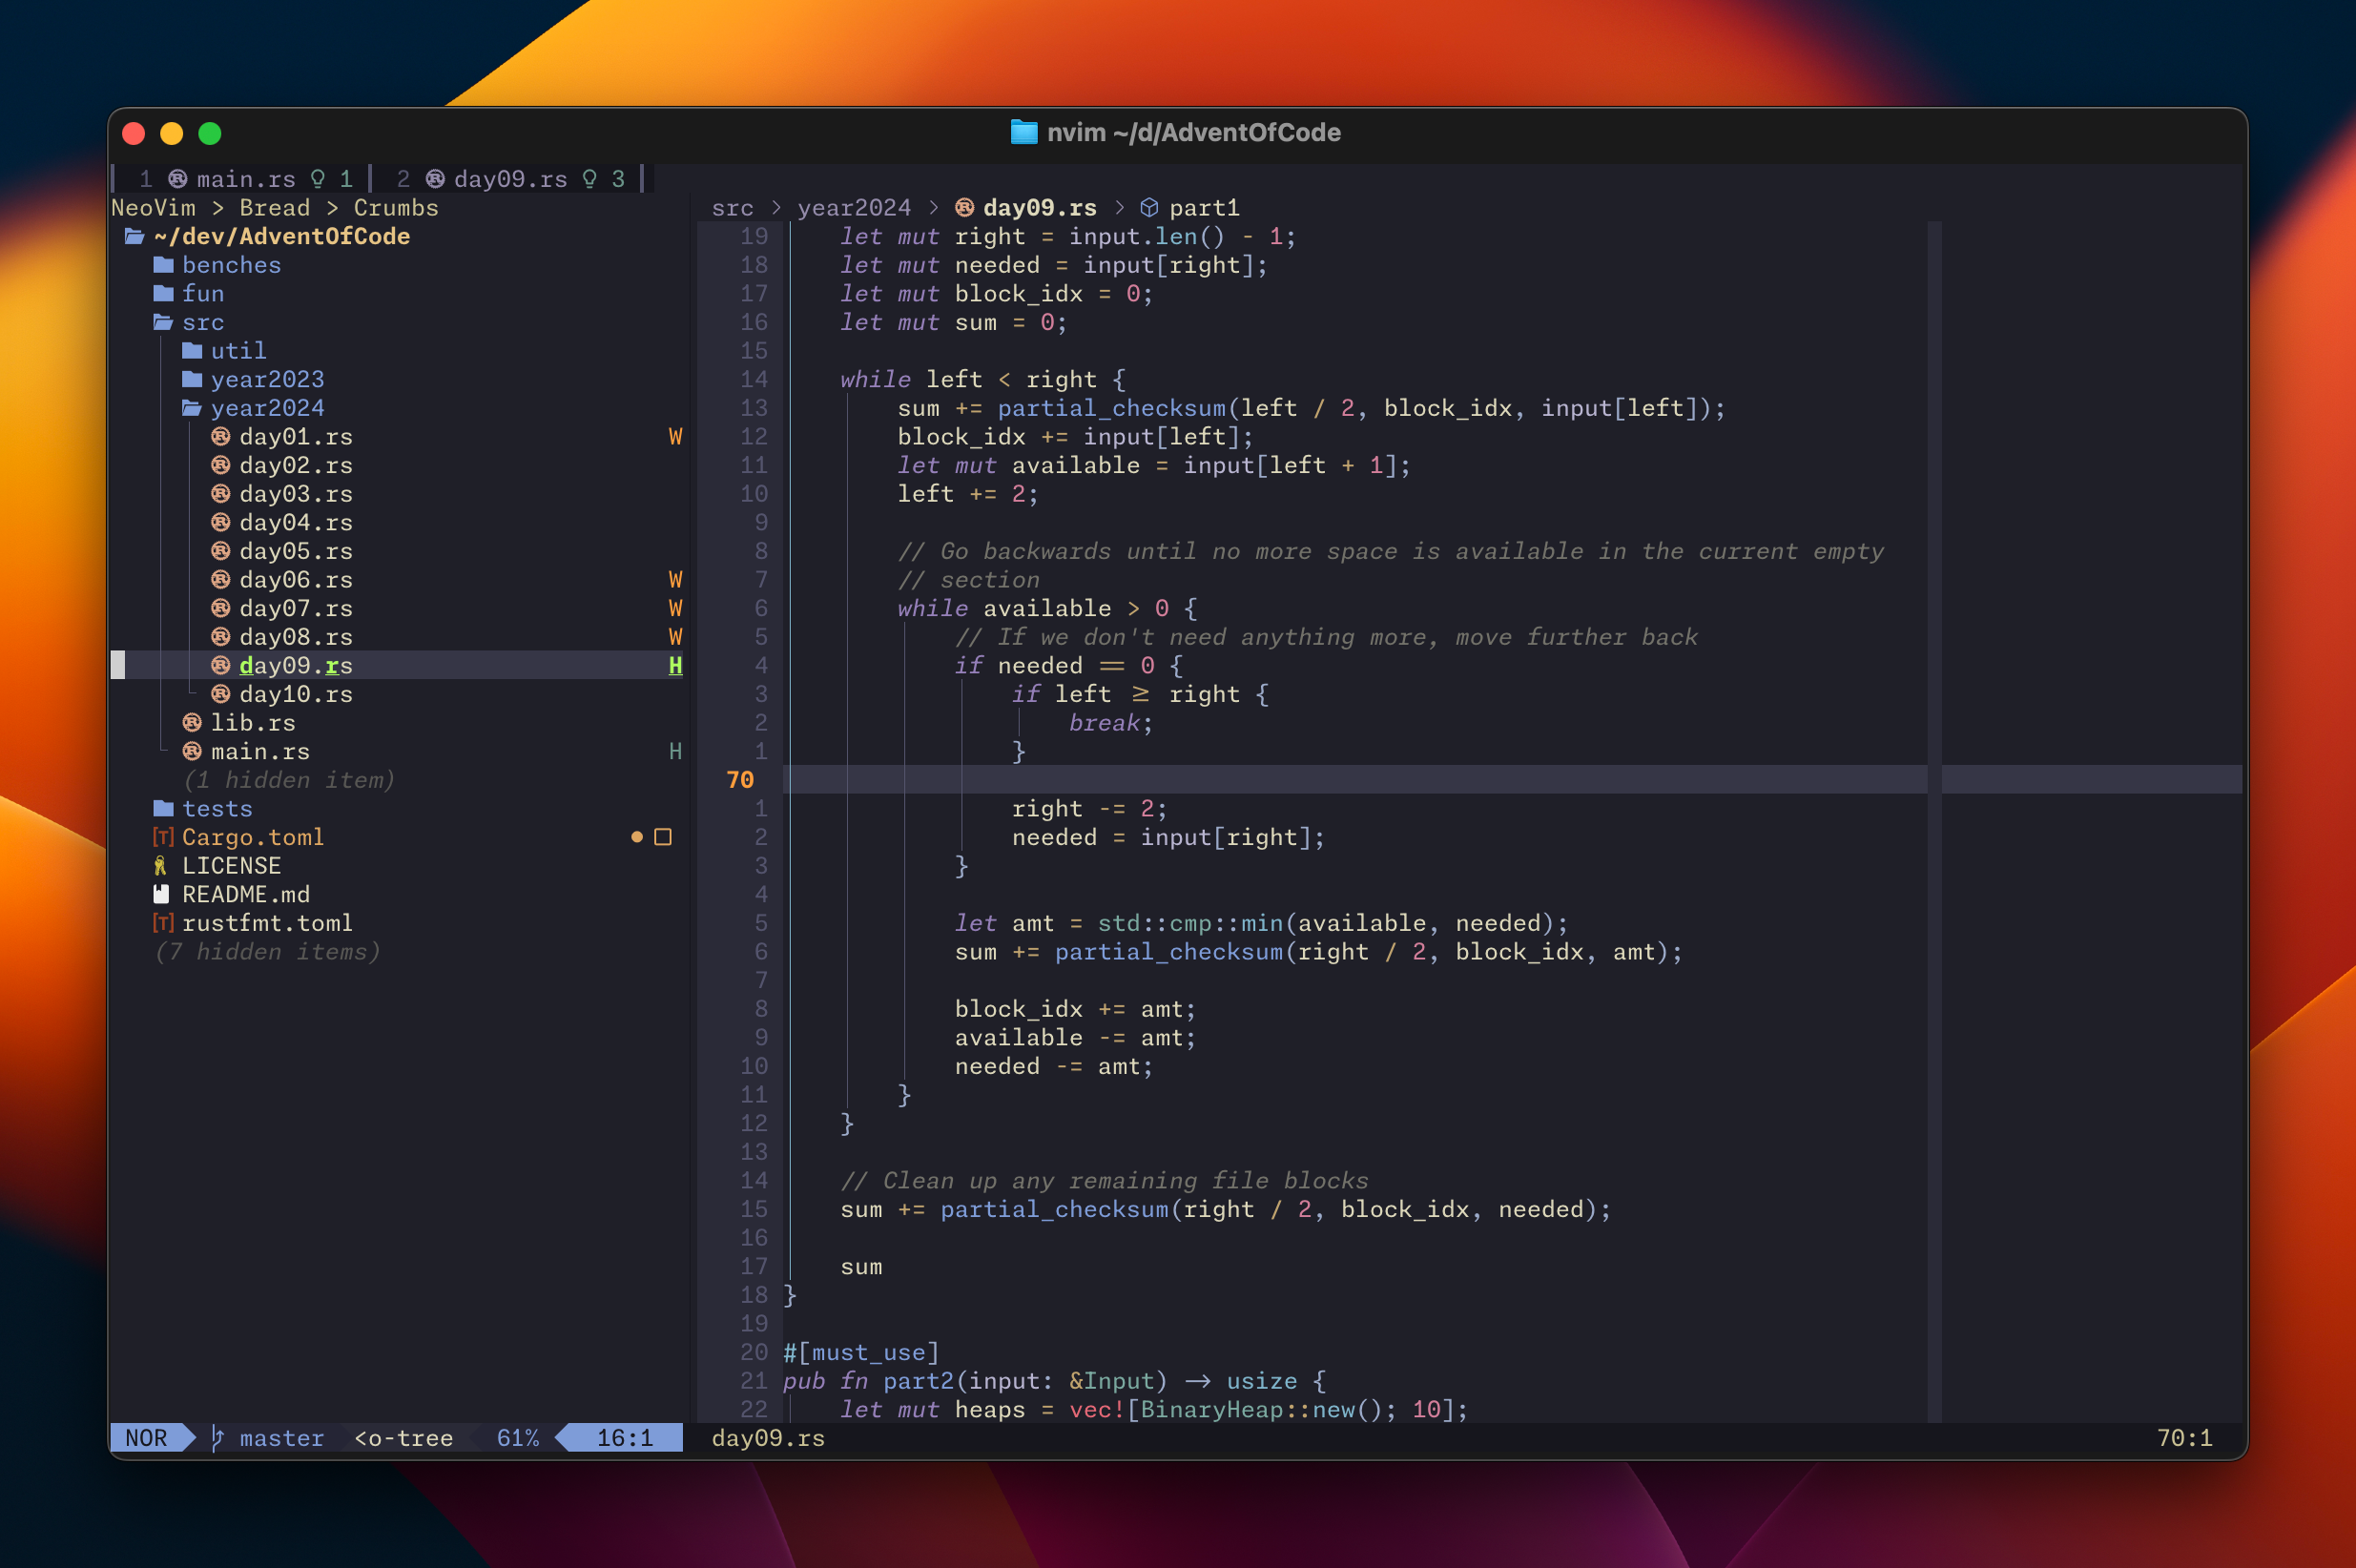 nvim ~/d/AdventOfCode
1 main.rs 1 2 day09.rs 3
NeoVim > Bread > Crumbs
~/dev/AdventOfCode
benches
fun
src
util
year2023
year2024
day01.rs W
day02.rs
day03.rs
day04.rs
day05.rs
day06.rs W
day07.rs W
day08.rs W
day09.rs H
day10.rs
lib.rs
main.rs H
(1 hidden item)
tests
[T] Cargo.toml
LICENSE
README.md
[T] rustfmt.toml
(7 hidden items)
NOR master <o-tree 61% 16:1
src > year2024 > day09.rs > part1
19 let mut right = input.len() - 1;
18 let mut needed = input[right];
17 let mut block_idx = 0;
16 let mut sum = 0;
15
14 while left < right {
13 sum += partial_checksum(left / 2, block_idx, input[left]);
12 block_idx += input[left];
11 let mut available = input[left + 1];
10 left += 2;
9
8 // Go backwards until no more space is available in the current empty
7 // section
6 while available > 0 {
5 // If we don't need anything more, move further back
4 if needed == 0 {
3 if left ≥ right {
2 break;
1 }
70
1 right -= 2;
2 needed = input[right];
3 }
4
5 let amt = std::cmp::min(available, needed);
6 sum += partial_checksum(right / 2, block_idx, amt);
7
8 block_idx += amt;
9 available -= amt;
10 needed -= amt;
11 }
12 }
13
14 // Clean up any remaining file blocks
15 sum += partial_checksum(right / 2, block_idx, needed);
16
17 sum
18 }
19
20 #[must_use]
21 pub fn part2(input: &Input) → usize {
22 let mut heaps = vec![BinaryHeap::new(); 10];
day09.rs 70:1